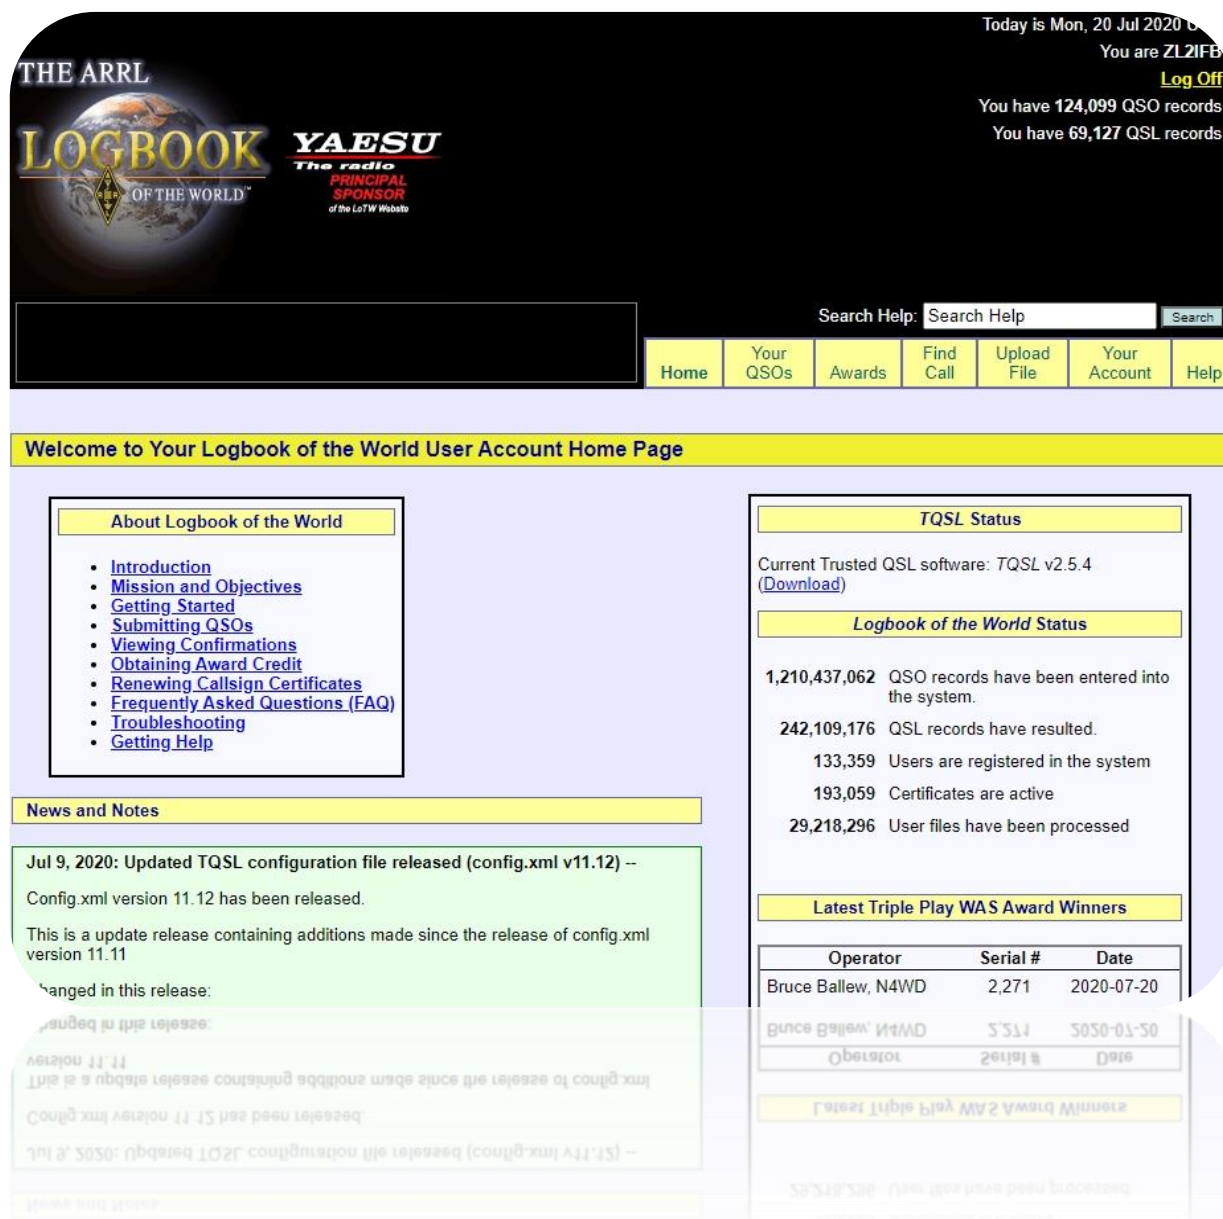 Today is Mon, 20 Jul 2020
You are ZL2IFB
Log Off
You have 124,099 QSO records
You have 69,127 QSL records
THE ARRL
LOGBOOK
OF THE WORLD
YAESU
The radio
PRINCIPAL
SPONSOR
of the LoTW Website
Search Help: Search Help Search
Home
Your
QSOs
Awards
Find
Call
Upload
File
Your
Account
Help
Welcome to Your Logbook of the World User Account Home Page
About Logbook of the World
• Introduction
• Mission and Objectives
• Getting Started
• Submitting QSOs
• Viewing Confirmations
• Obtaining Award Credit
• Renewing Callsign Certificates
• Frequently Asked Questions (FAQ)
• Troubleshooting
• Getting Help
News and Notes
Jul 9, 2020: Updated TQSL configuration file released (config.xml v11.12) --
Config.xml version 11.12 has been released.
This is a update release containing additions made since the release of config.xml
version 11.11
hanged in this release:
TQSL Status
Current Trusted QSL software: TQSL v2.5.4
(Download)
Logbook of the World Status
1,210,437,062 QSO records have been entered into
the system.
242,109,176 QSL records have resulted.
133,359 Users are registered in the system
193,059 Certificates are active
29,218,296 User files have been processed
Latest Triple Play WAS Award Winners
Operator Serial # Date
Bruce Ballew, N4WD 2,271 2020-07-20